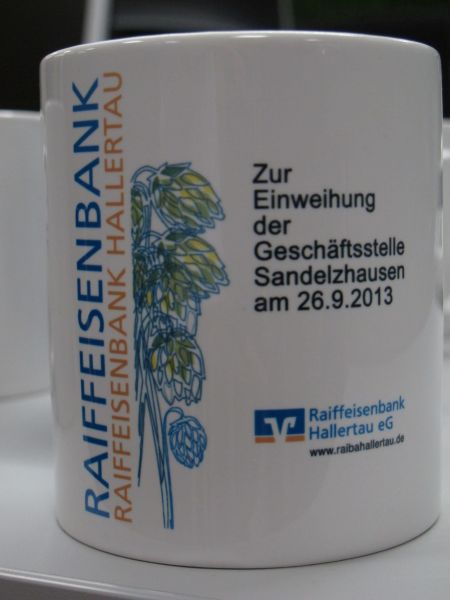 RAIFFEISENBANK
RAIFFEISENBANK HALLERTAU
Zur
Einweihung
der
Geschäftsstelle
Sandelzhausen
am 26.9.2013
Raiffeisenbank
Hallertau eG
www.raibahallertau.de